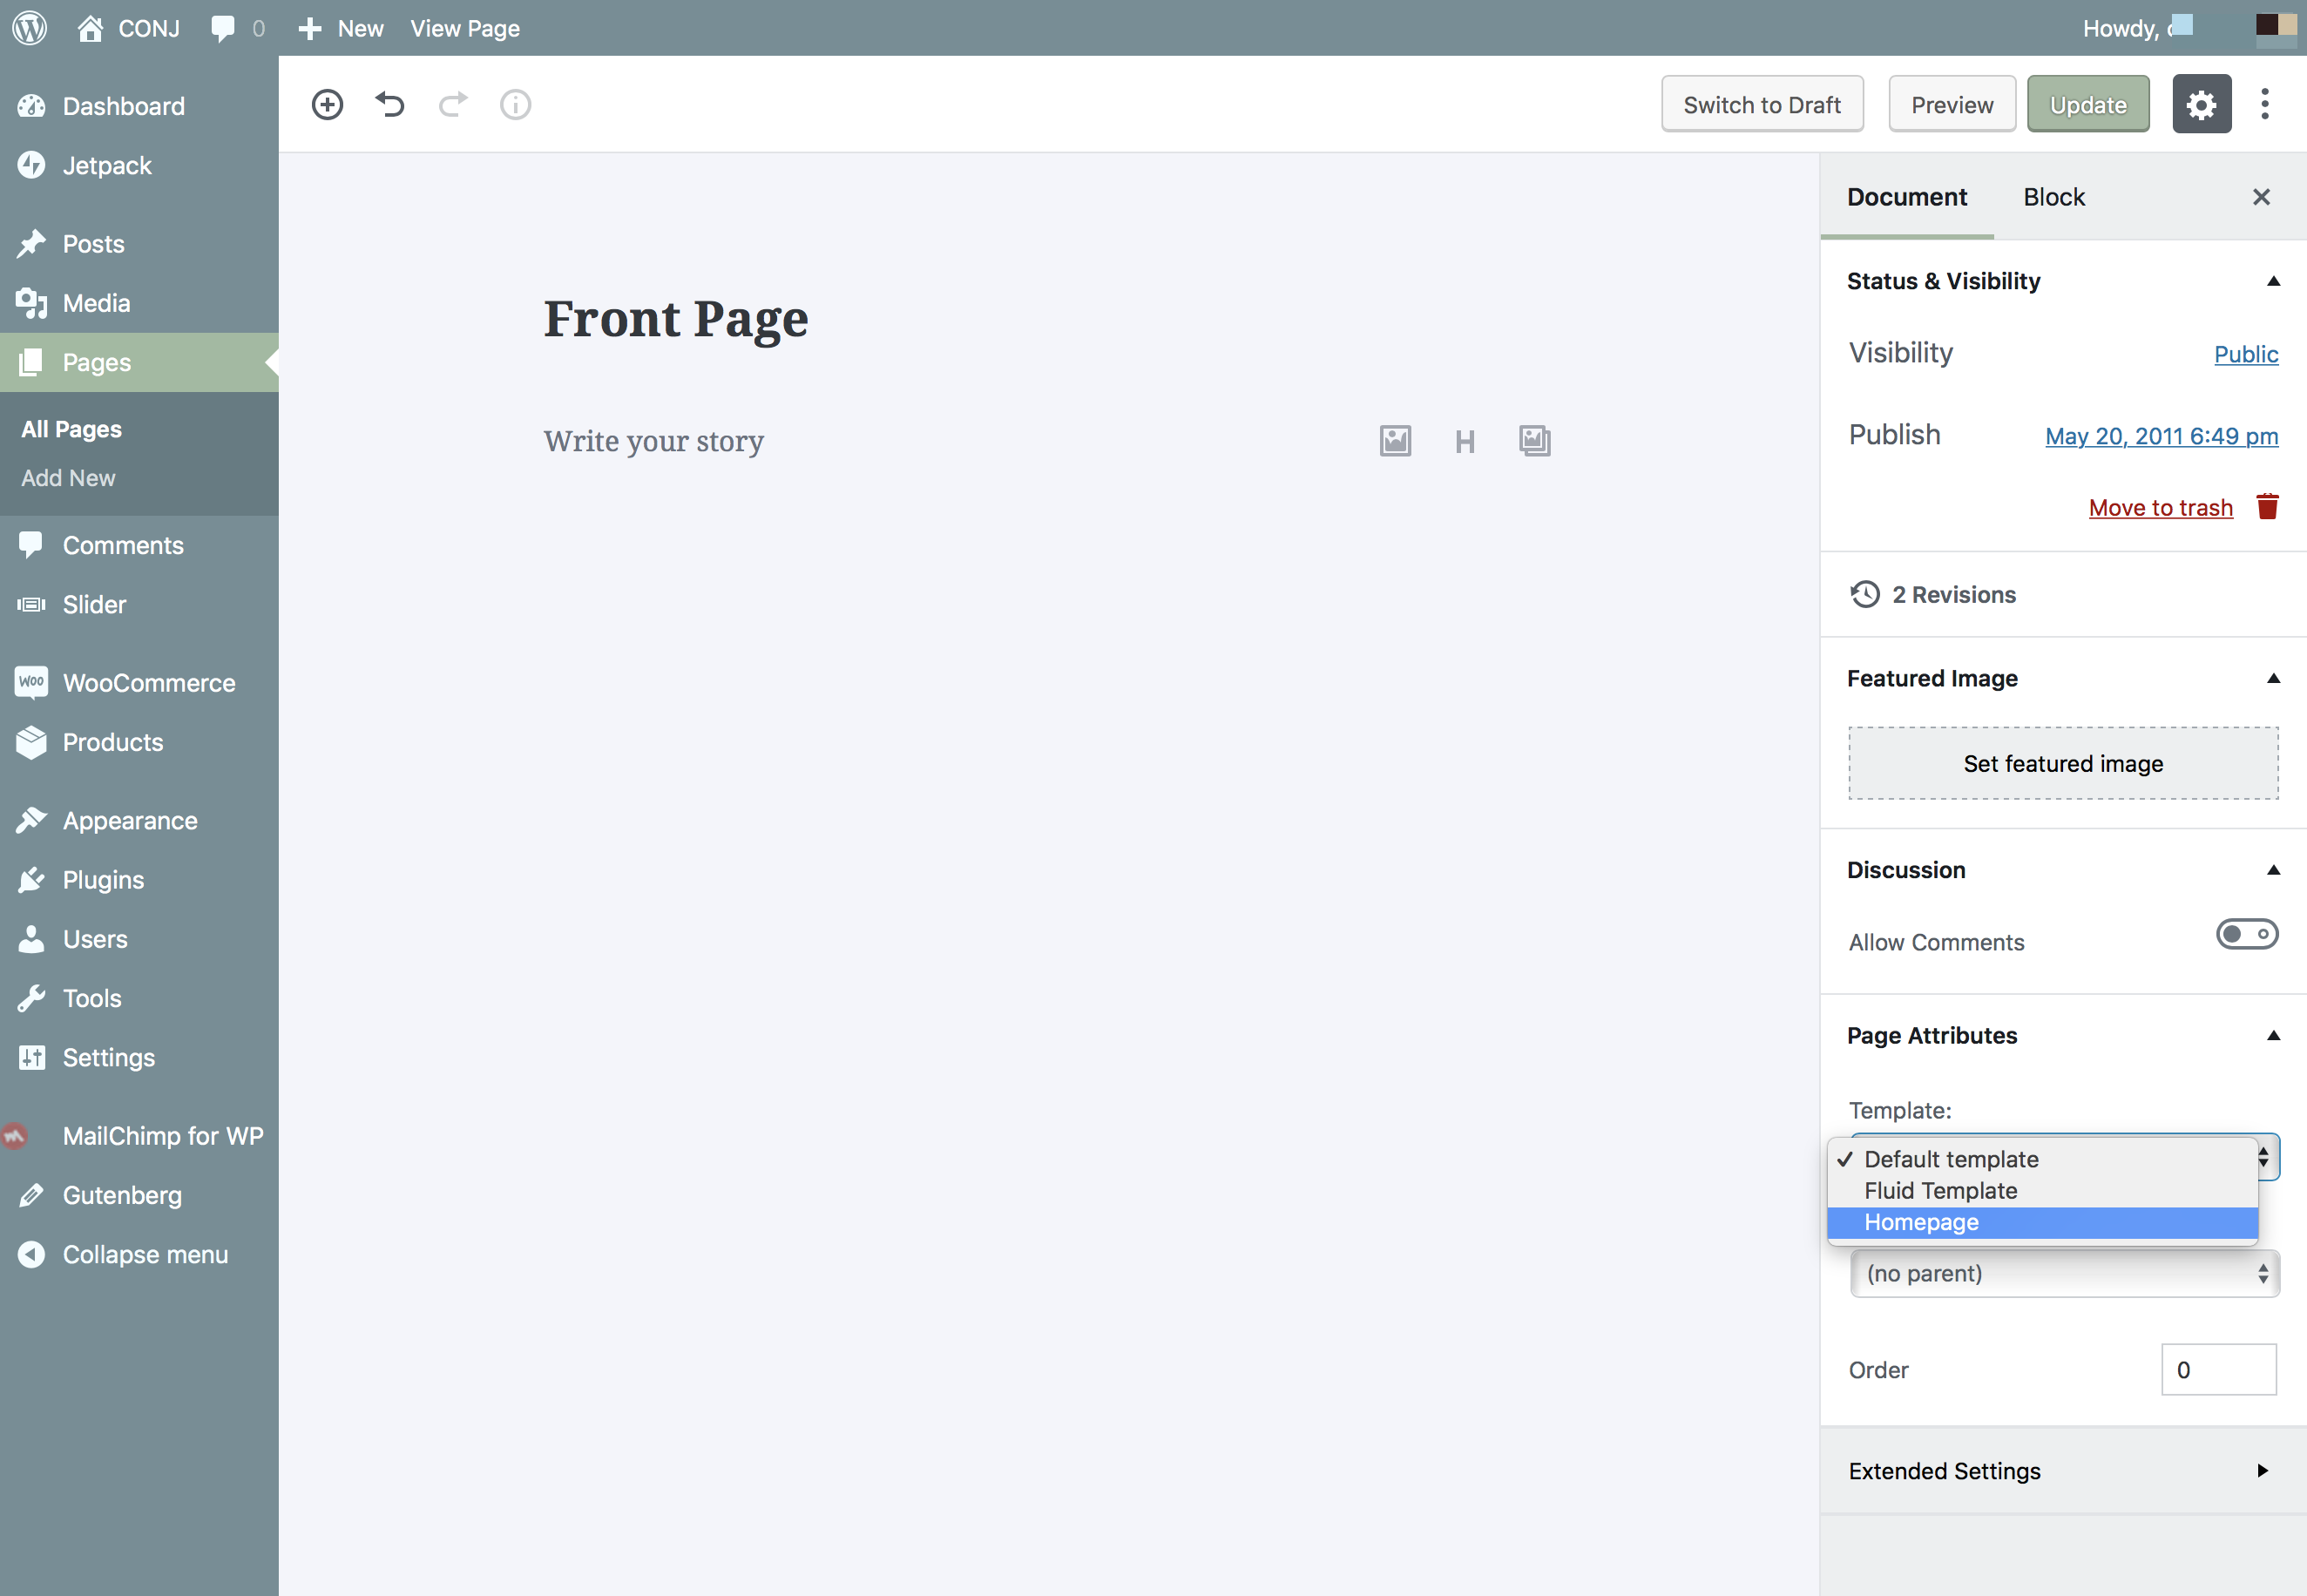 CONJ 0 New View Page Howdy,
Dashboard
Jetpack
Posts
Media
Pages
All Pages
Add New
Comments
Slider
WooCommerce
Products
Appearance
Plugins
Users
Tools
Settings
MailChimp for WP
Gutenberg
Collapse menu
Switch to Draft Preview Update
Front Page
Write your story
H
Document Block
Status & Visibility
Visibility Public
Publish May 20, 2011 6:49 pm
Move to trash
2 Revisions
Featured Image
Set featured image
Discussion
Allow Comments
Page Attributes
Template:
✓ Default template
Fluid Template
Homepage
(no parent)
Order 0
Extended Settings